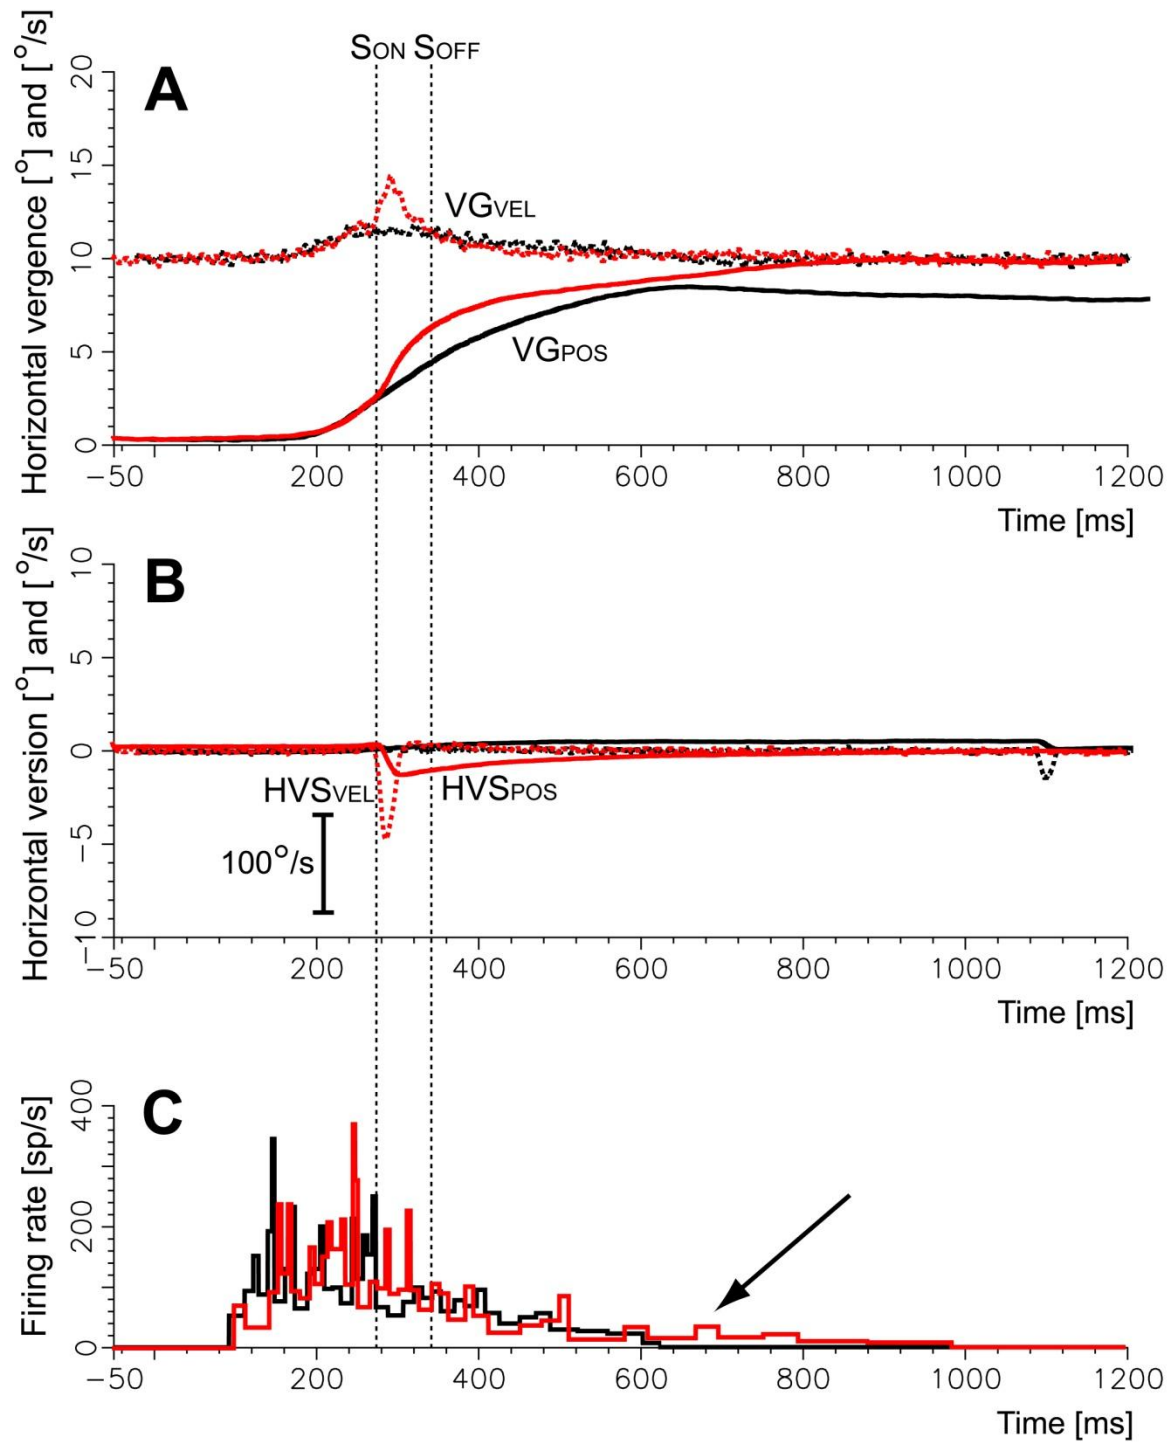 SON SOFF
A
Horizontal vergence [°] and [°/s]
20
15
10
5
0
VGVEL
VGPOS
−50 200 400 600 800 1000 1200
Time [ms]
B
Horizontal version [°] and [°/s]
10
5
0
−5
−10
HVSVEL HVSPOS
100°/s
−50 200 400 600 800 1000 1200
Time [ms]
C
Firing rate [sp/s]
400
200
0
−50 200 400 600 800 1000 1200
Time [ms]